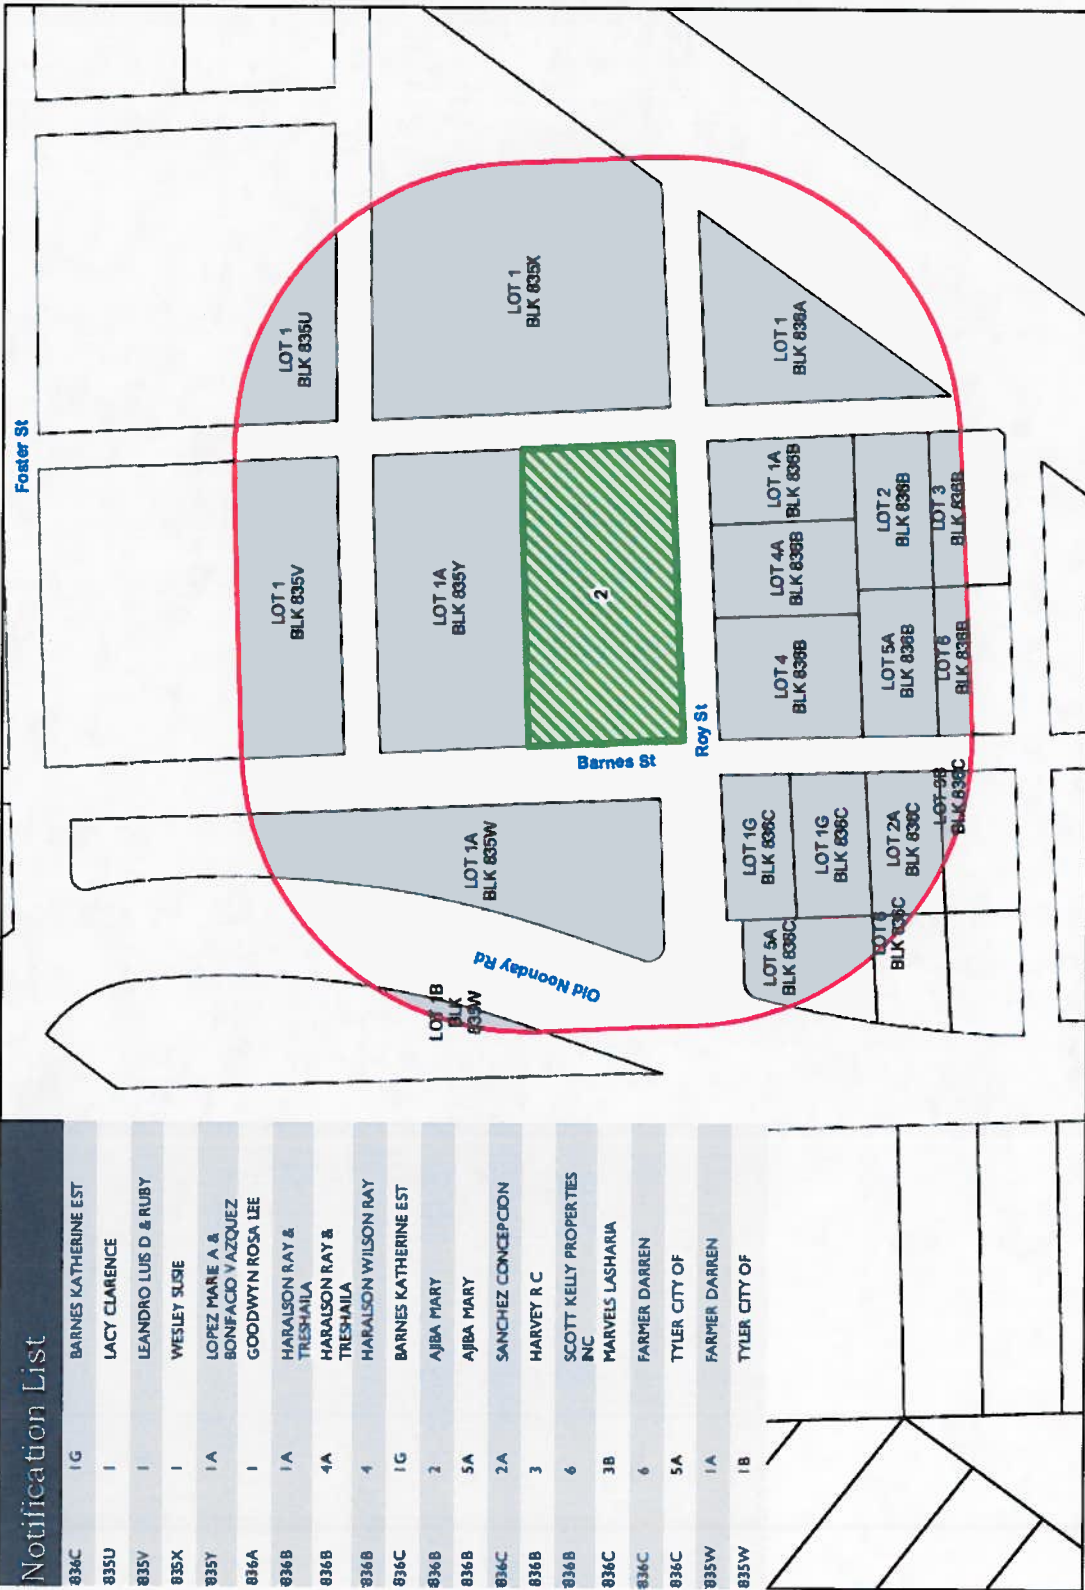 Notification List
836C 1G BARNES KATHERINE EST
835U 1 LACY CLARENCE
835V 1 LEANDRO LUIS D & RUBY
835X 1 WESLEY SUSIE
835Y 1A LOPEZ MARIE A &
BONIFACIO VAZQUEZ
836A 1 GOODWYN ROSA LEE
836B 1A HARALSON RAY &
TRESHAILA
836B 4A HARALSON RAY &
TRESHAILA
836B 4 HARALSON WILSON RAY
836C 1G BARNES KATHERINE EST
836B 2 AJIBA MARY
836B 5A AJIBA MARY
836C 2A SANCHEZ CONCEPCION
836B 3 HARVEY R C
836B 6 SCOTT KELLY PROPERTIES
INC
836C 3B MARVELS LASHARIA
836C 6 FARMER DARREN
836C 5A TYLER CITY OF
835W 1A FARMER DARREN
835W 1B TYLER CITY OF
Foster St
LOT 1
BLK 835U
LOT 1
BLK 835V
LOT 1
BLK 835X
LOT 1A
BLK 835Y
2
LOT 1A
BLK 835W
LOT 1B
BLK
835W
Old Noonday Rd
Barnes St
Roy St
LOT 1
BLK 836A
LOT 1A
BLK 836B
LOT 4A
BLK 836B
LOT 4
BLK 836B
LOT 2
BLK 836B
LOT 5A
BLK 836B
LOT 3
BLK 836B
LOT 6
BLK 836B
LOT 1G
BLK 836C
LOT 1G
BLK 836C
LOT 2A
BLK 836C
LOT 3B
BLK 836C
LOT 5A
BLK 836C
LOT 6
BLK 836C